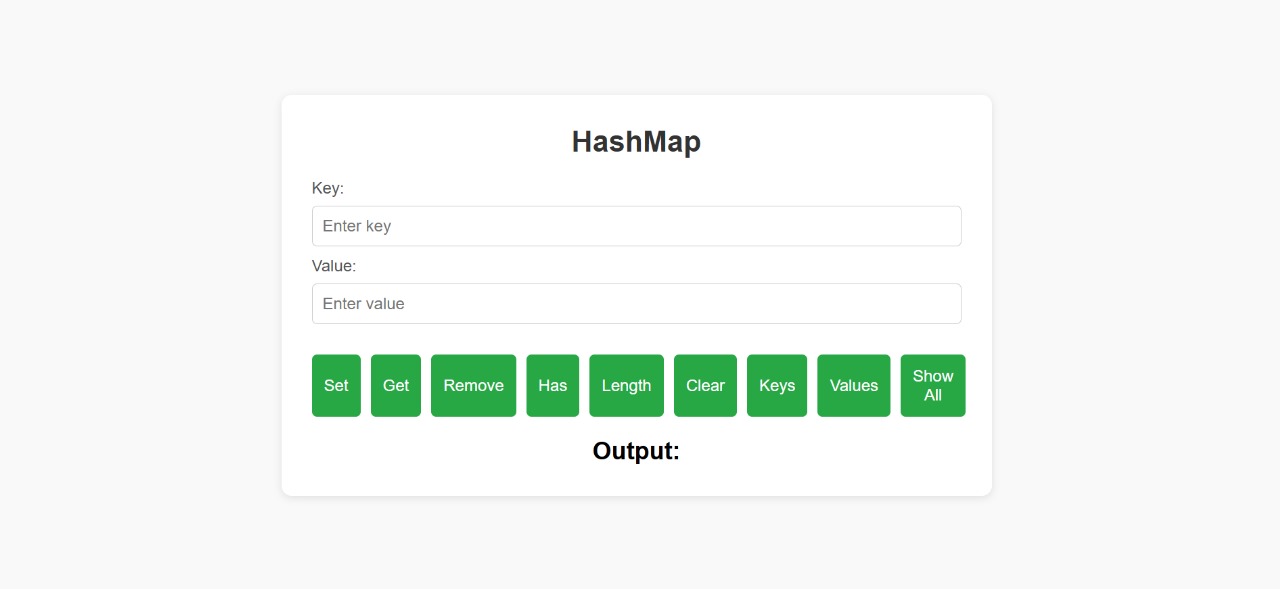 HashMap
Key:
Enter key
Value:
Enter value
Set Get Remove Has Length Clear Keys Values Show All
Output: